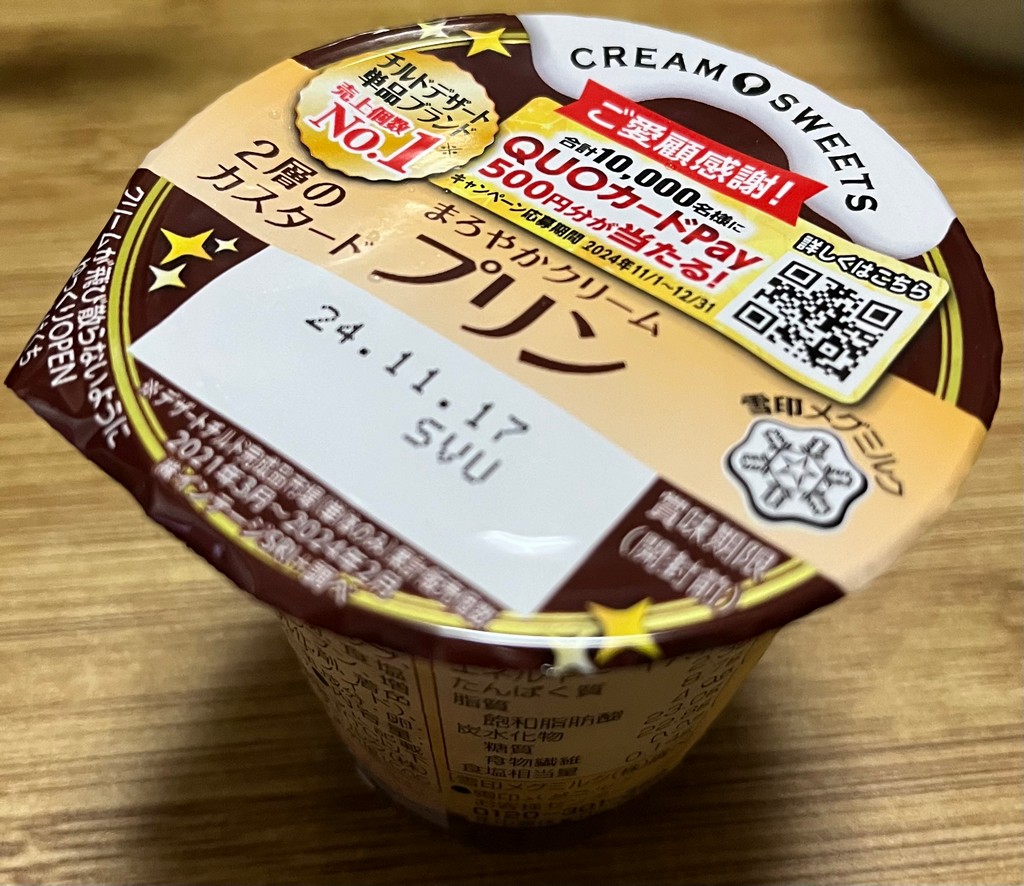 CREAM SWEETS
チルドデザート
単品ブランド
売上個数
No.1※
ご愛顧感謝!
合計10,000名様に
QUOカードPay
500円分が当たる!
キャンペーン応募期間 2024年11/1~12/31
詳しくはこちら
2層の
カスタード
まろやかクリーム
プリン
24.11.17
SVU
雪印メグミルク
賞味期限
(開封前)
クリームが飛び散らないように
ゆっくりOPEN
2021年3月~2024年2月
たんぱく質
脂質
飽和脂肪酸
炭水化物
糖質
食物繊維
食塩相当量